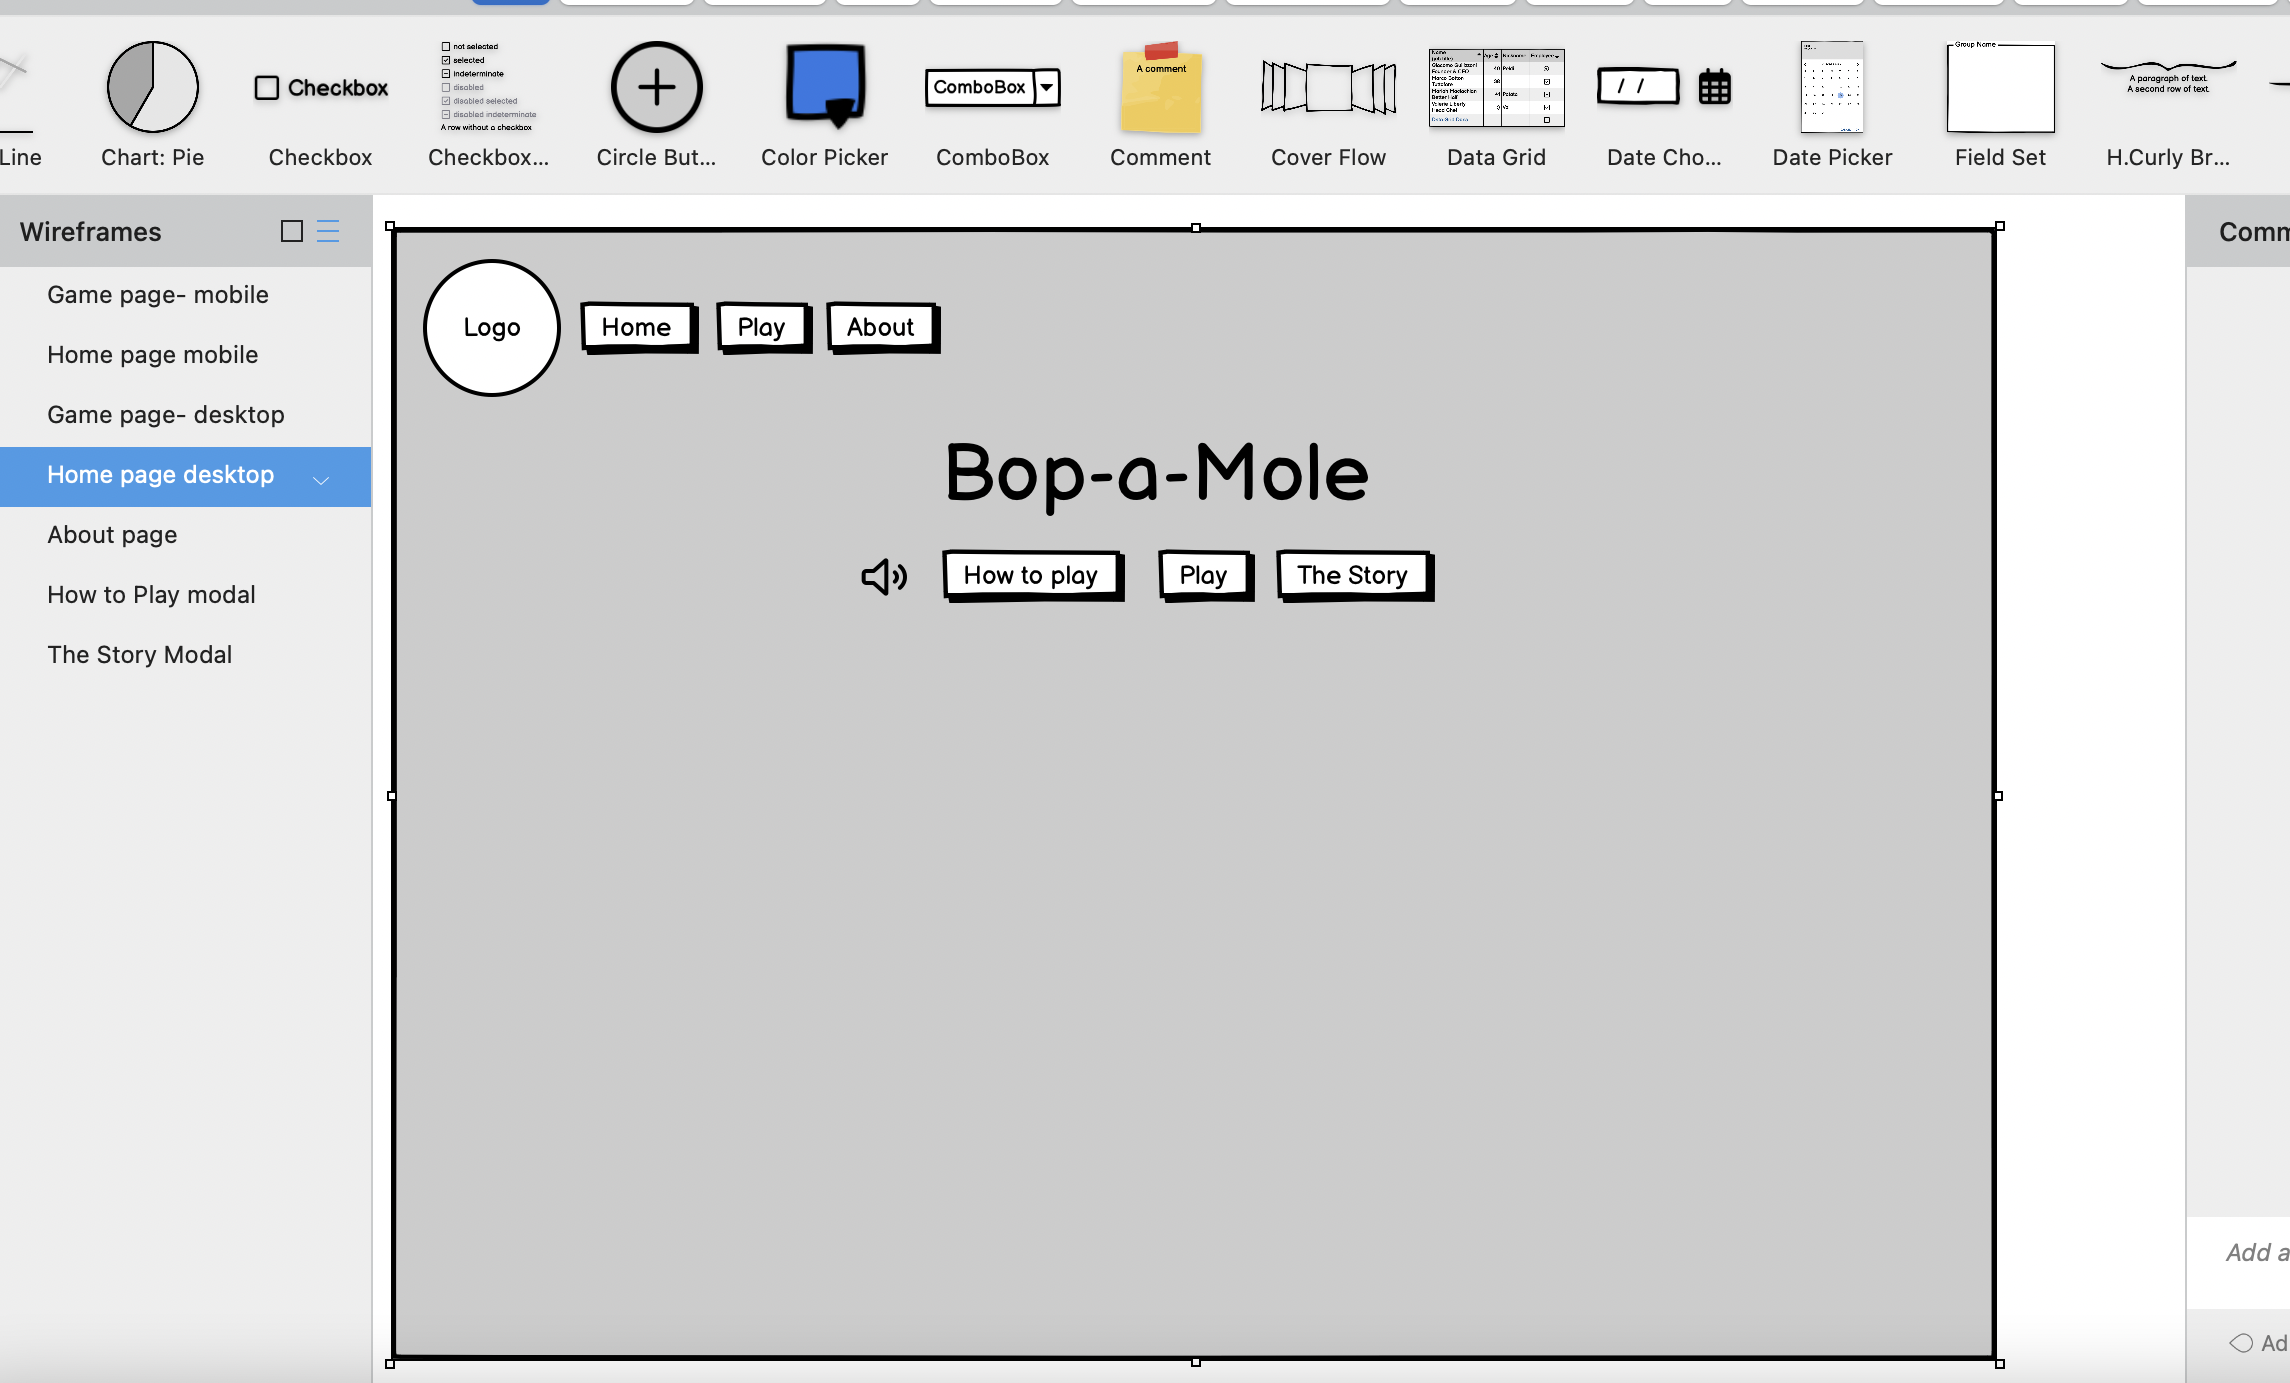 not selected
selected
indeterminate
disabled
disabled selected
disabled indeterminate
A row without a checkbox
Checkbox
ComboBox
A comment
/ /
Group Name
A paragraph of text.
A second row of text.
Line
Chart: Pie
Checkbox
Checkbox...
Circle But...
Color Picker
ComboBox
Comment
Cover Flow
Data Grid
Date Cho...
Date Picker
Field Set
H.Curly Br...
Wireframes
Game page- mobile
Home page mobile
Game page- desktop
Home page desktop
About page
How to Play modal
The Story Modal
Logo
Home
Play
About
Bop-a-Mole
How to play
Play
The Story
Comm
Add a
Ad